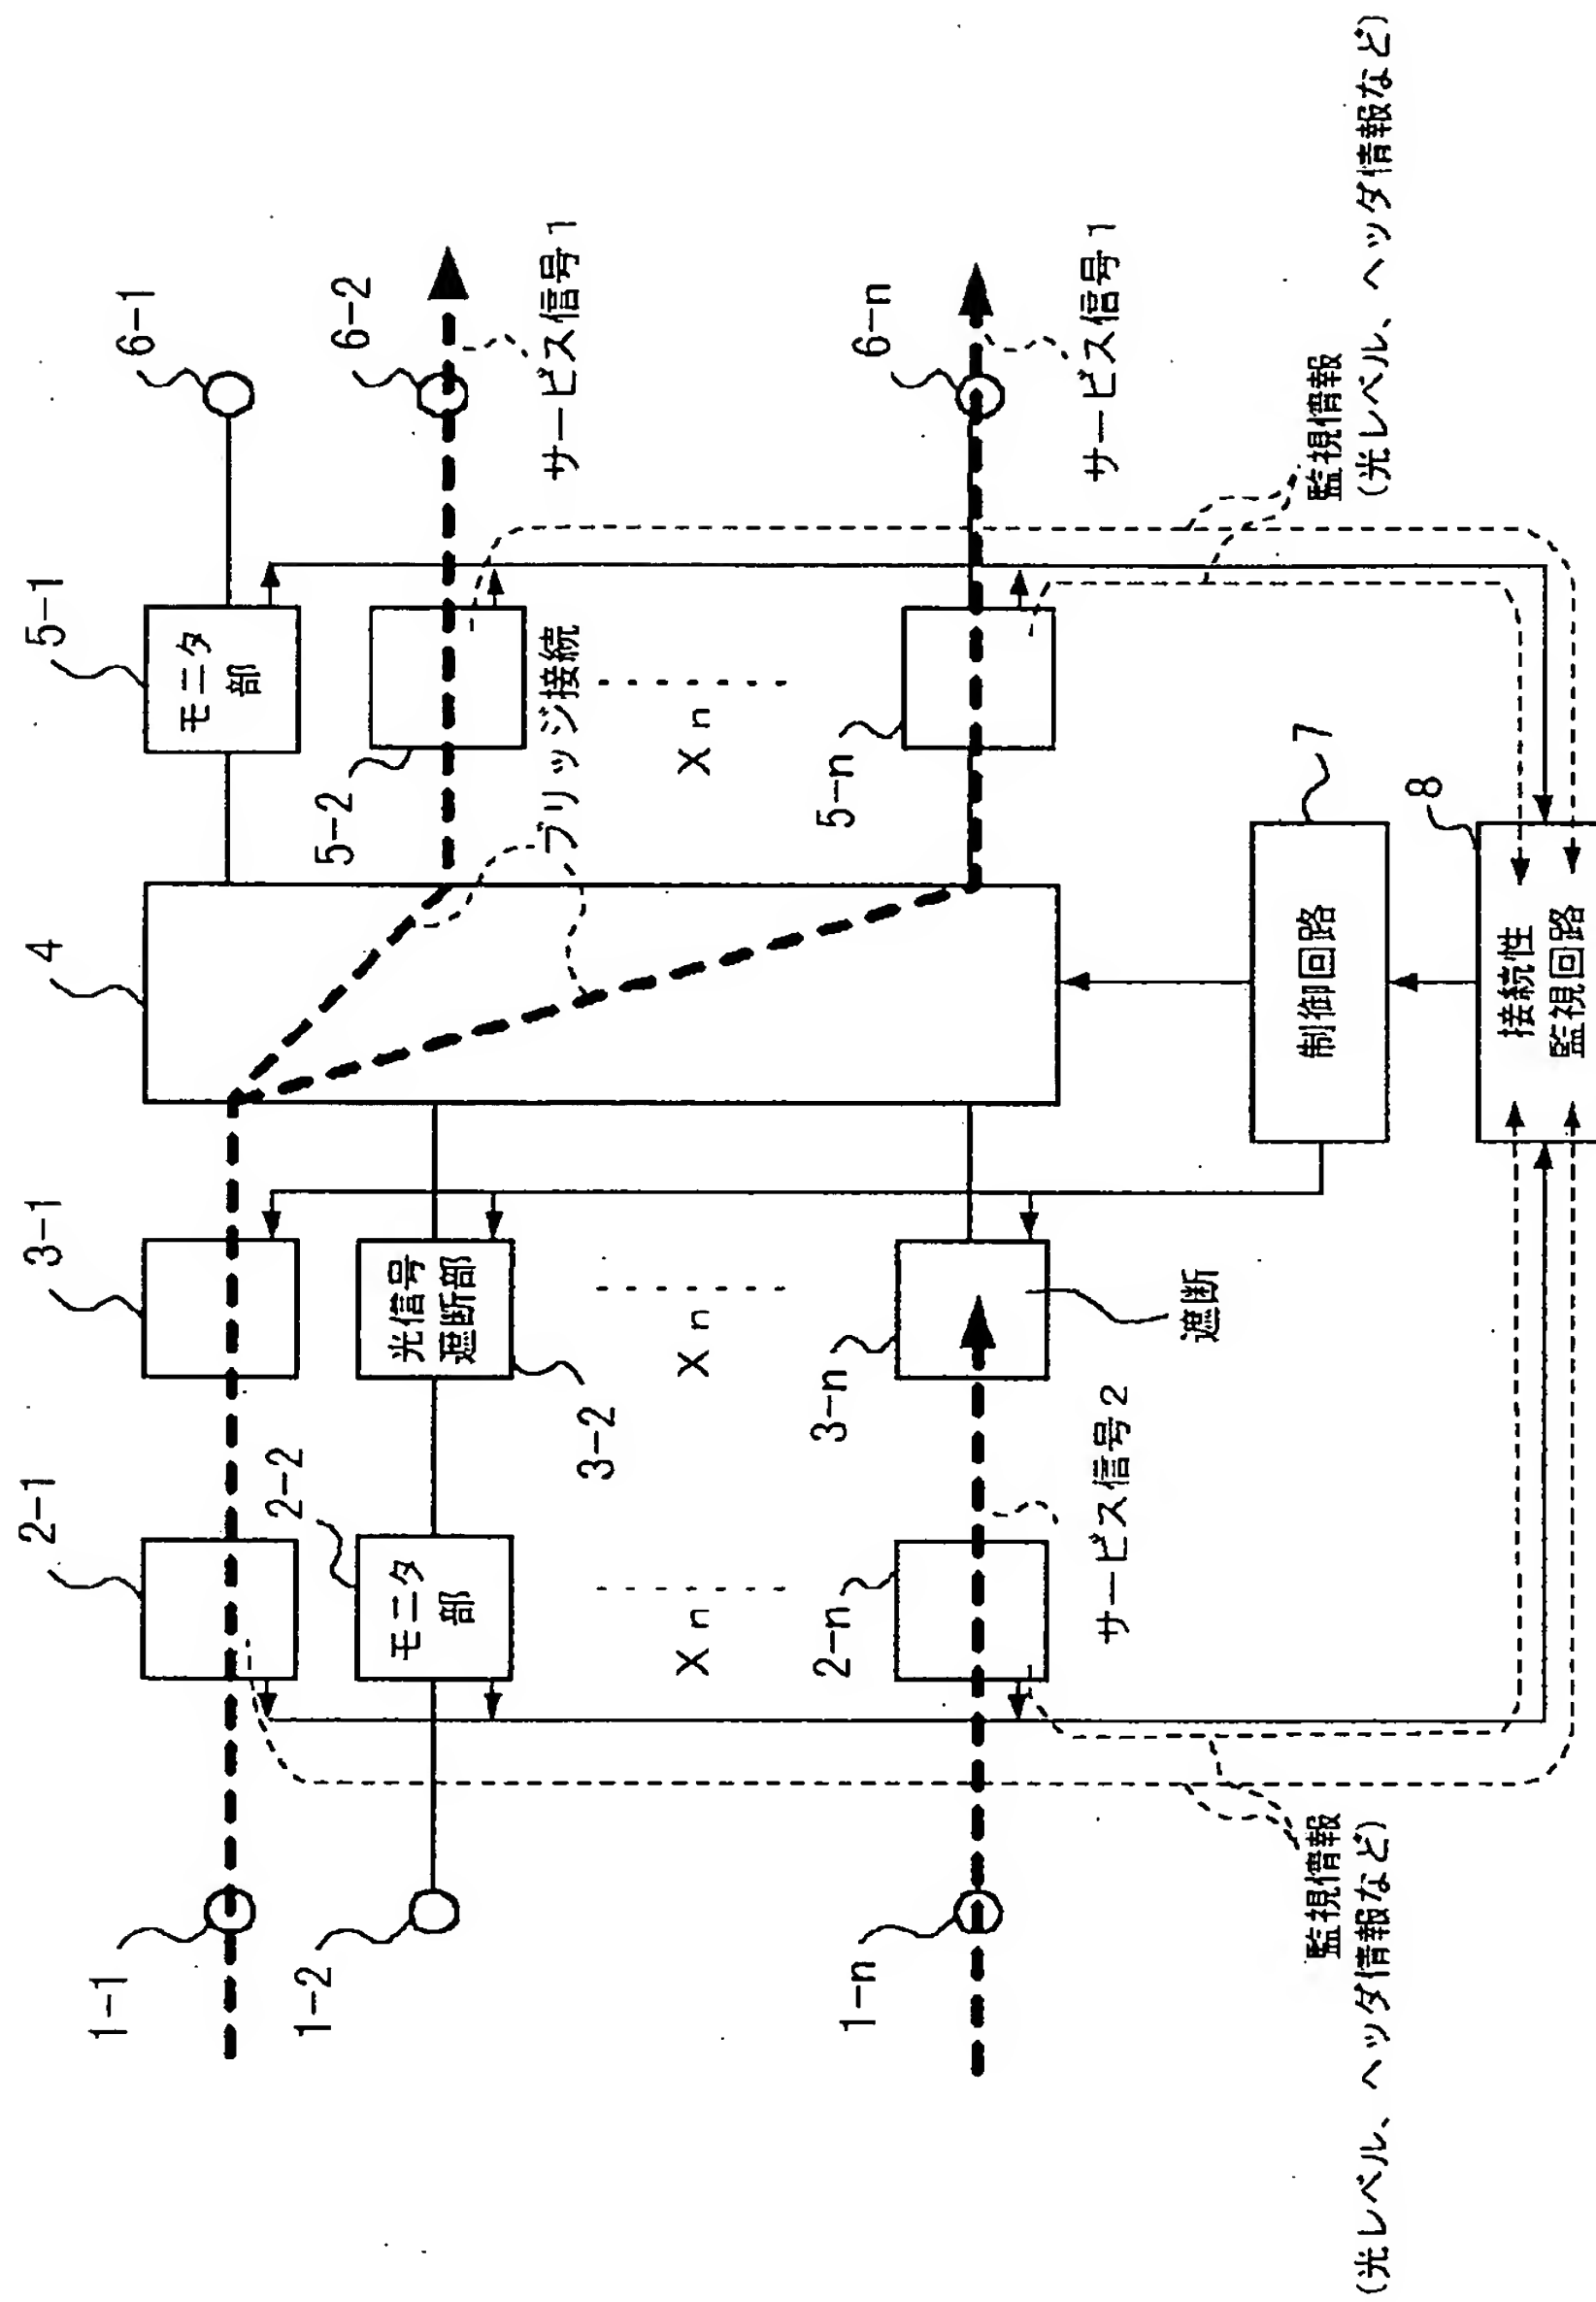 1-1
2-1
3-1
4
5-1
6-1
モニタ
部
1-2
2-2
モニタ
部
光信号
遮断部
3-2
5-2
6-2
サービス信号1
ブリッジ接続
Xn
Xn
Xn
1-n
2-n
3-n
5-n
6-n
サービス信号2
遮断
サービス信号1
制御回路
7
監視情報
(光レベル、ヘッダ情報など)
監視情報
(光レベル、ヘッダ情報など)
8
接続性
監視回路